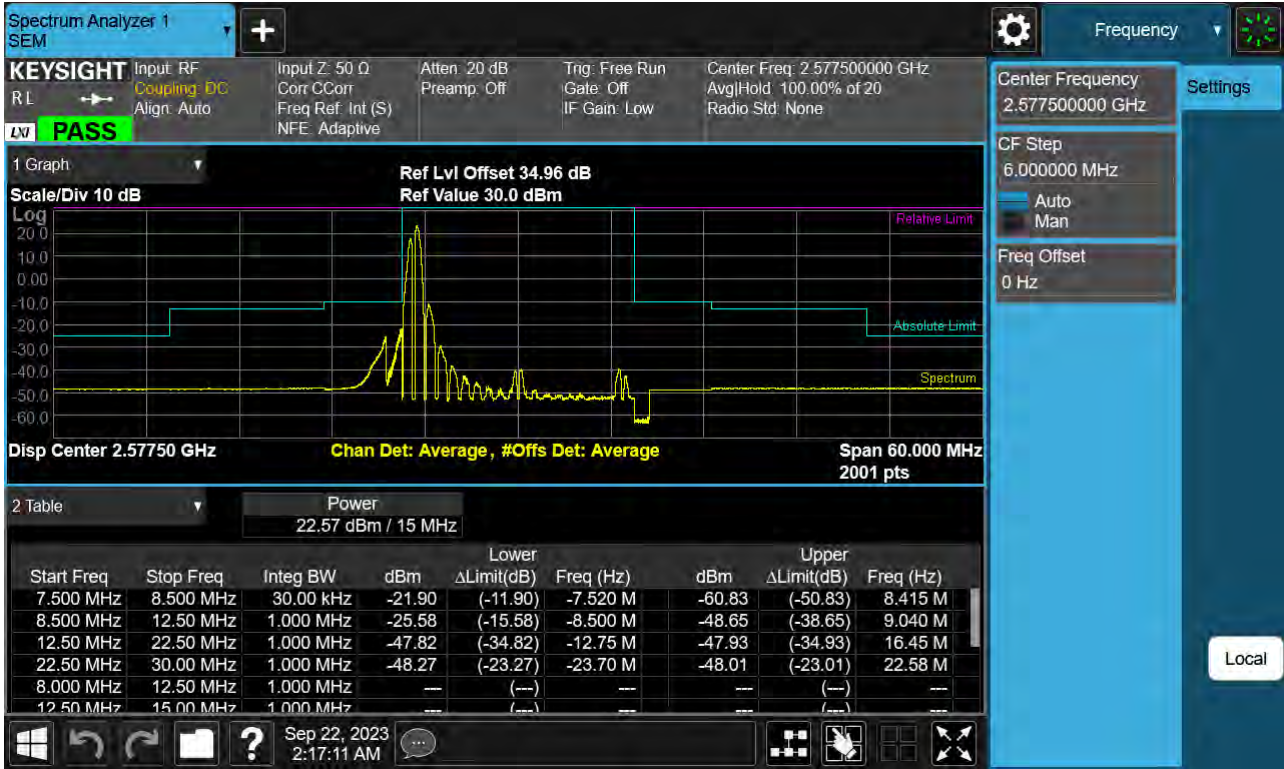 Spectrum Analyzer 1
SEM
+
Frequency
KEYSIGHT
R L
LXI
PASS
Input: RF
Coupling: DC
Align: Auto
Input Z: 50 Ω
Corr CCorr
Freq Ref: Int (S)
NFE: Adaptive
Atten: 20 dB
Preamp: Off
Trig: Free Run
Gate: Off
IF Gain: Low
Center Freq: 2.577500000 GHz
Avg|Hold: 100.00% of 20
Radio Std: None
Center Frequency
2.577500000 GHz
Settings
CF Step
6.000000 MHz
Auto
Man
Freq Offset
0 Hz
Local
1 Graph
Scale/Div 10 dB
Ref Lvl Offset 34.96 dB
Ref Value 30.0 dBm
Log
20.0
10.0
0.00
-10.0
-20.0
-30.0
-40.0
-50.0
-60.0
Relative Limit
Absolute Limit
Spectrum
Disp Center 2.57750 GHz
Chan Det: Average, #Offs Det: Average
Span 60.000 MHz
2001 pts
2 Table
Power
22.57 dBm / 15 MHz
Lower Upper
Start Freq Stop Freq Integ BW dBm ΔLimit(dB) Freq (Hz) dBm ΔLimit(dB) Freq (Hz)
7.500 MHz 8.500 MHz 30.00 kHz -21.90 (-11.90) -7.520 M -60.83 (-50.83) 8.415 M
8.500 MHz 12.50 MHz 1.000 MHz -25.58 (-15.58) -8.500 M -48.65 (-38.65) 9.040 M
12.50 MHz 22.50 MHz 1.000 MHz -47.82 (-34.82) -12.75 M -47.93 (-34.93) 16.45 M
22.50 MHz 30.00 MHz 1.000 MHz -48.27 (-23.27) -23.70 M -48.01 (-23.01) 22.58 M
8.000 MHz 12.50 MHz 1.000 MHz --- (---) --- --- (---) ---
12.50 MHz 15.00 MHz 1.000 MHz --- (---) --- --- (---) ---
?
Sep 22, 2023
2:17:11 AM